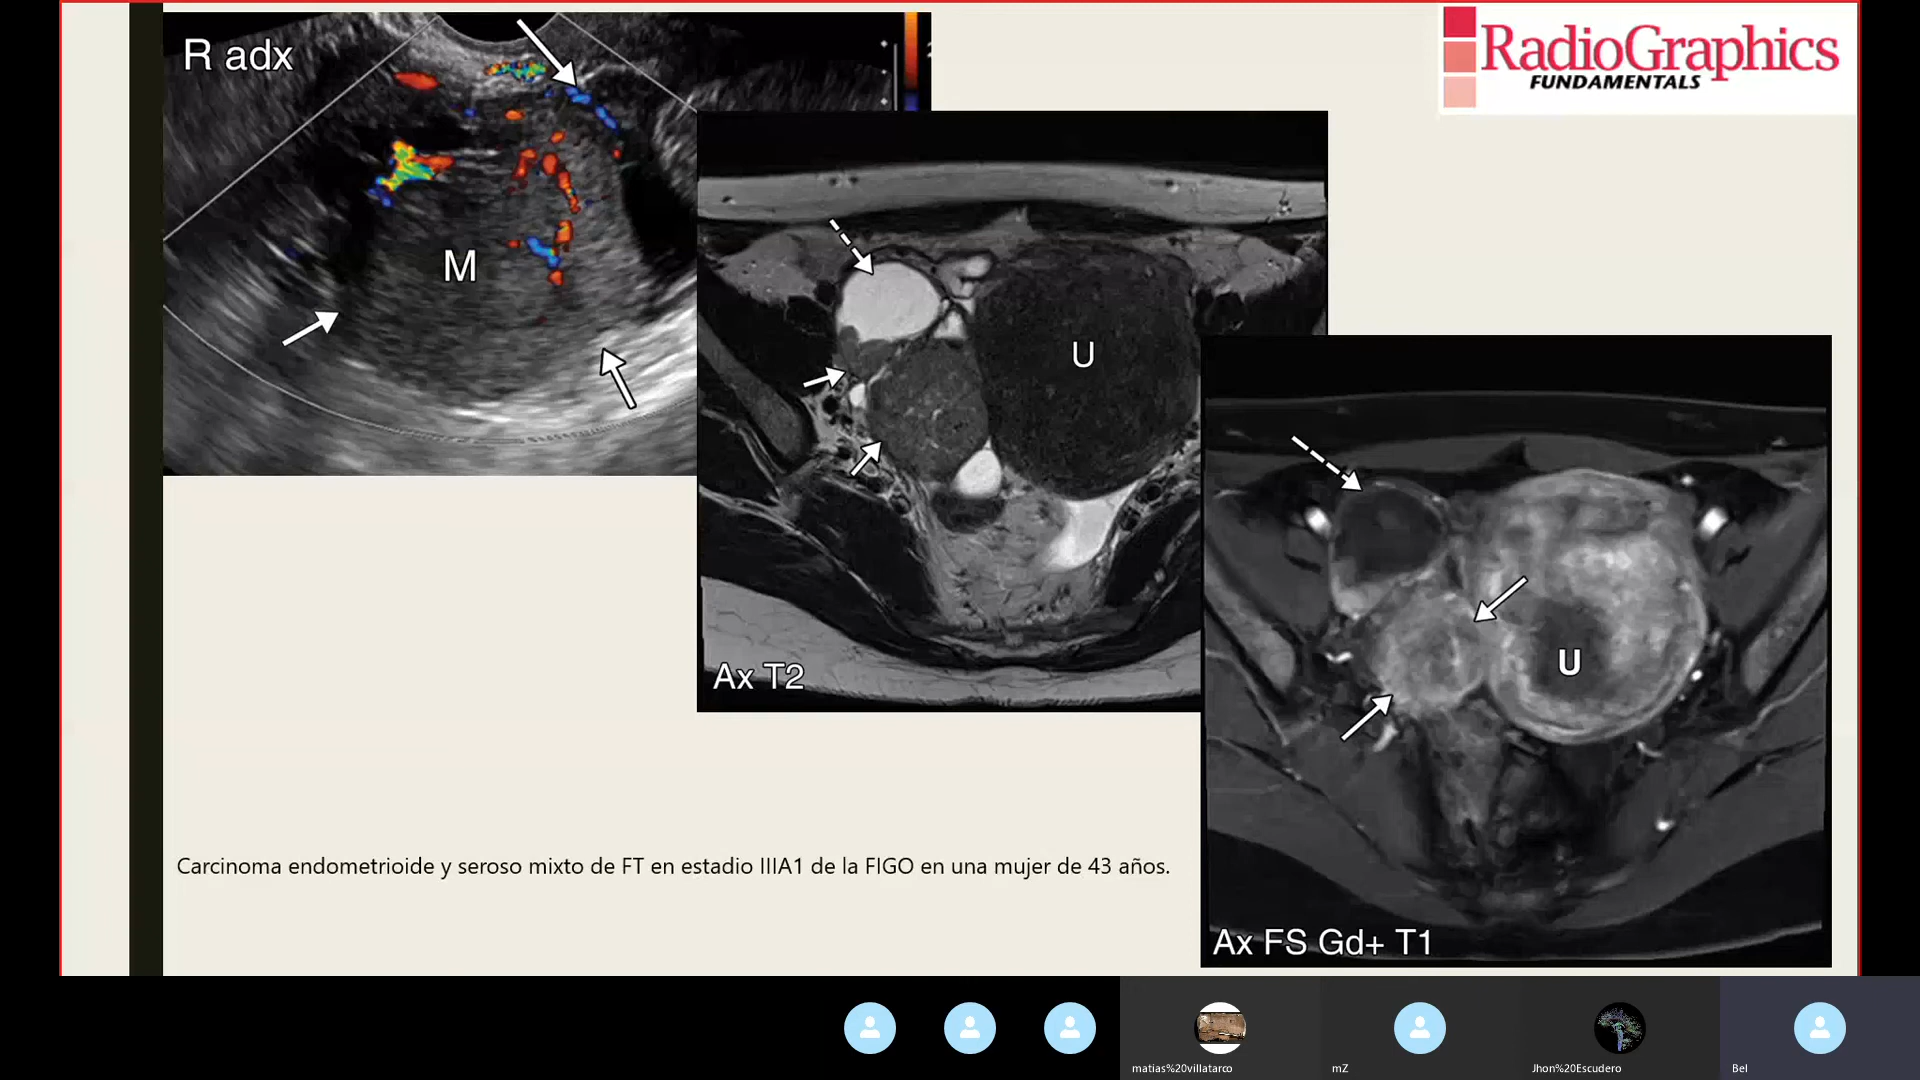 R adx
M
RadioGraphics
FUNDAMENTALS
U
Ax T2
U
Ax FS Gd+ T1
Carcinoma endometrioide y seroso mixto de FT en estadio IIIA1 de la FIGO en una mujer de 43 años.
matias%20villatarco
mZ
Jhon%20Escudero
Bel